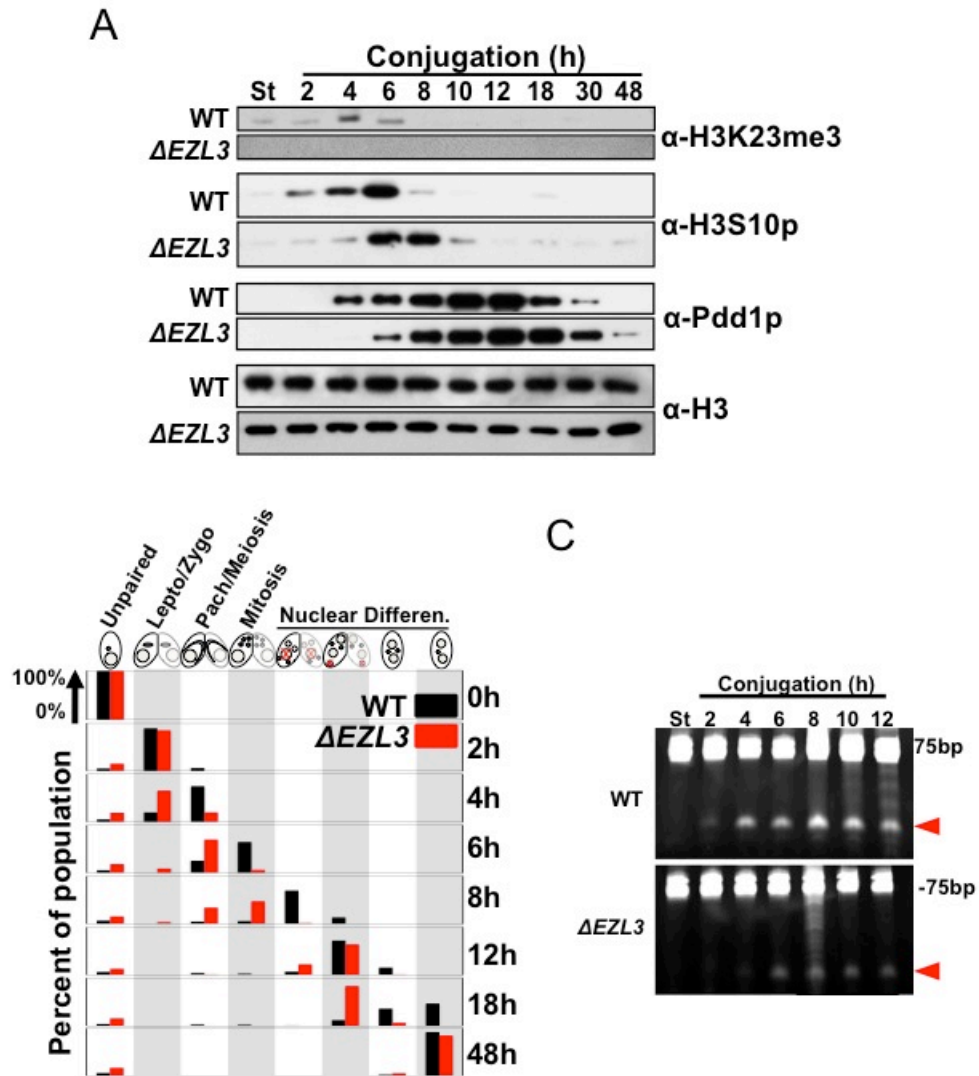 A
Conjugation (h)
St 2 4 6 8 10 12 18 30 48
WT
ΔEZL3
α-H3K23me3
WT
ΔEZL3
α-H3S10p
WT
ΔEZL3
α-Pdd1p
WT
ΔEZL3
α-H3
Unpaired
Lepto/Zygo
Pach/Meiosis
Mitosis
Nuclear Differen.
100%
0%
WT
ΔEZL3
0h
2h
4h
6h
8h
12h
18h
48h
Percent of population
C
Conjugation (h)
St 2 4 6 8 10 12
75bp
WT
-75bp
ΔEZL3